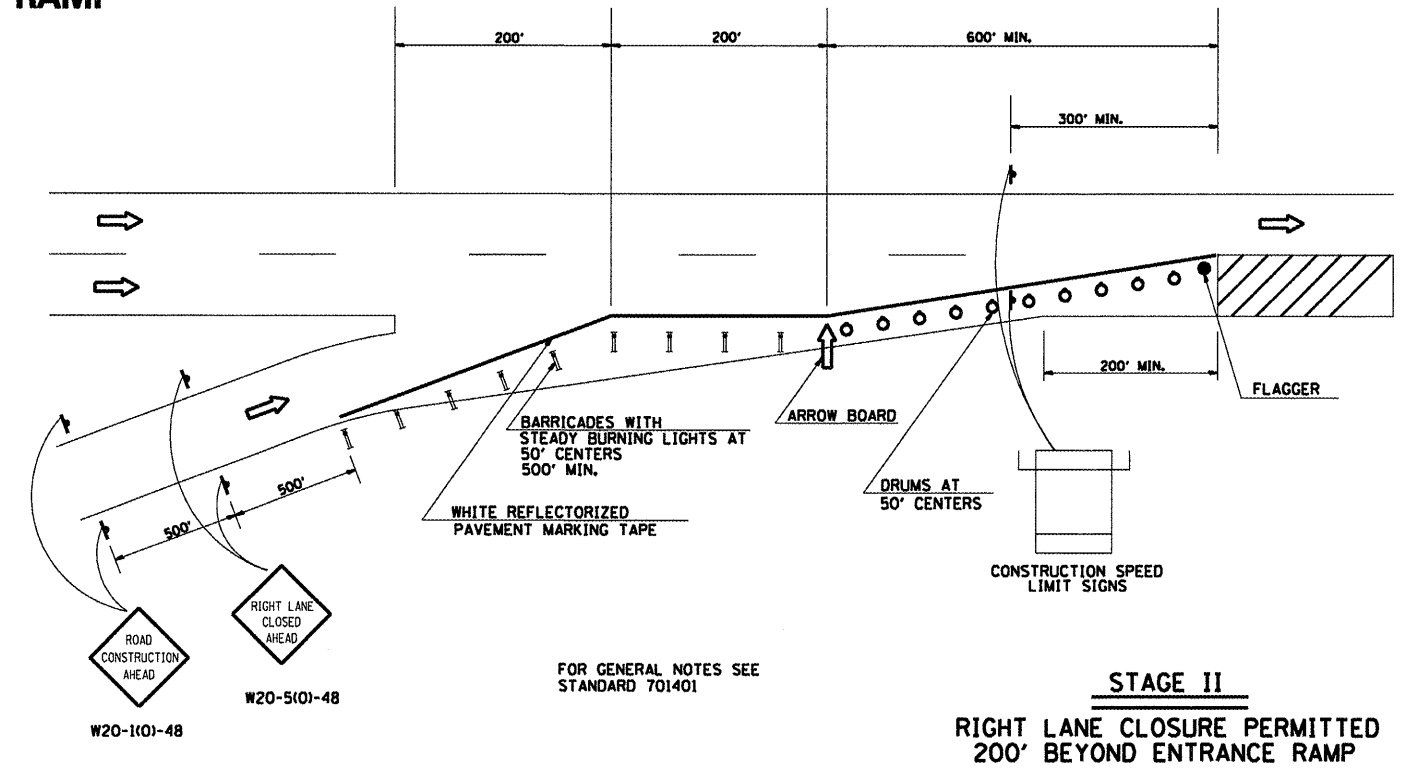 RAMP
200'
200'
600' MIN.
300' MIN.
200' MIN.
FLAGGER
ARROW BOARD
BARRICADES WITH
STEADY BURNING LIGHTS AT
50' CENTERS
500' MIN.
DRUMS AT
50' CENTERS
WHITE REFLECTORIZED
PAVEMENT MARKING TAPE
500'
500'
CONSTRUCTION SPEED
LIMIT SIGNS
RIGHT LANE
CLOSED
AHEAD
W20-5(O)-48
ROAD
CONSTRUCTION
AHEAD
W20-1(O)-48
FOR GENERAL NOTES SEE
STANDARD 701401
STAGE II
RIGHT LANE CLOSURE PERMITTED
200' BEYOND ENTRANCE RAMP